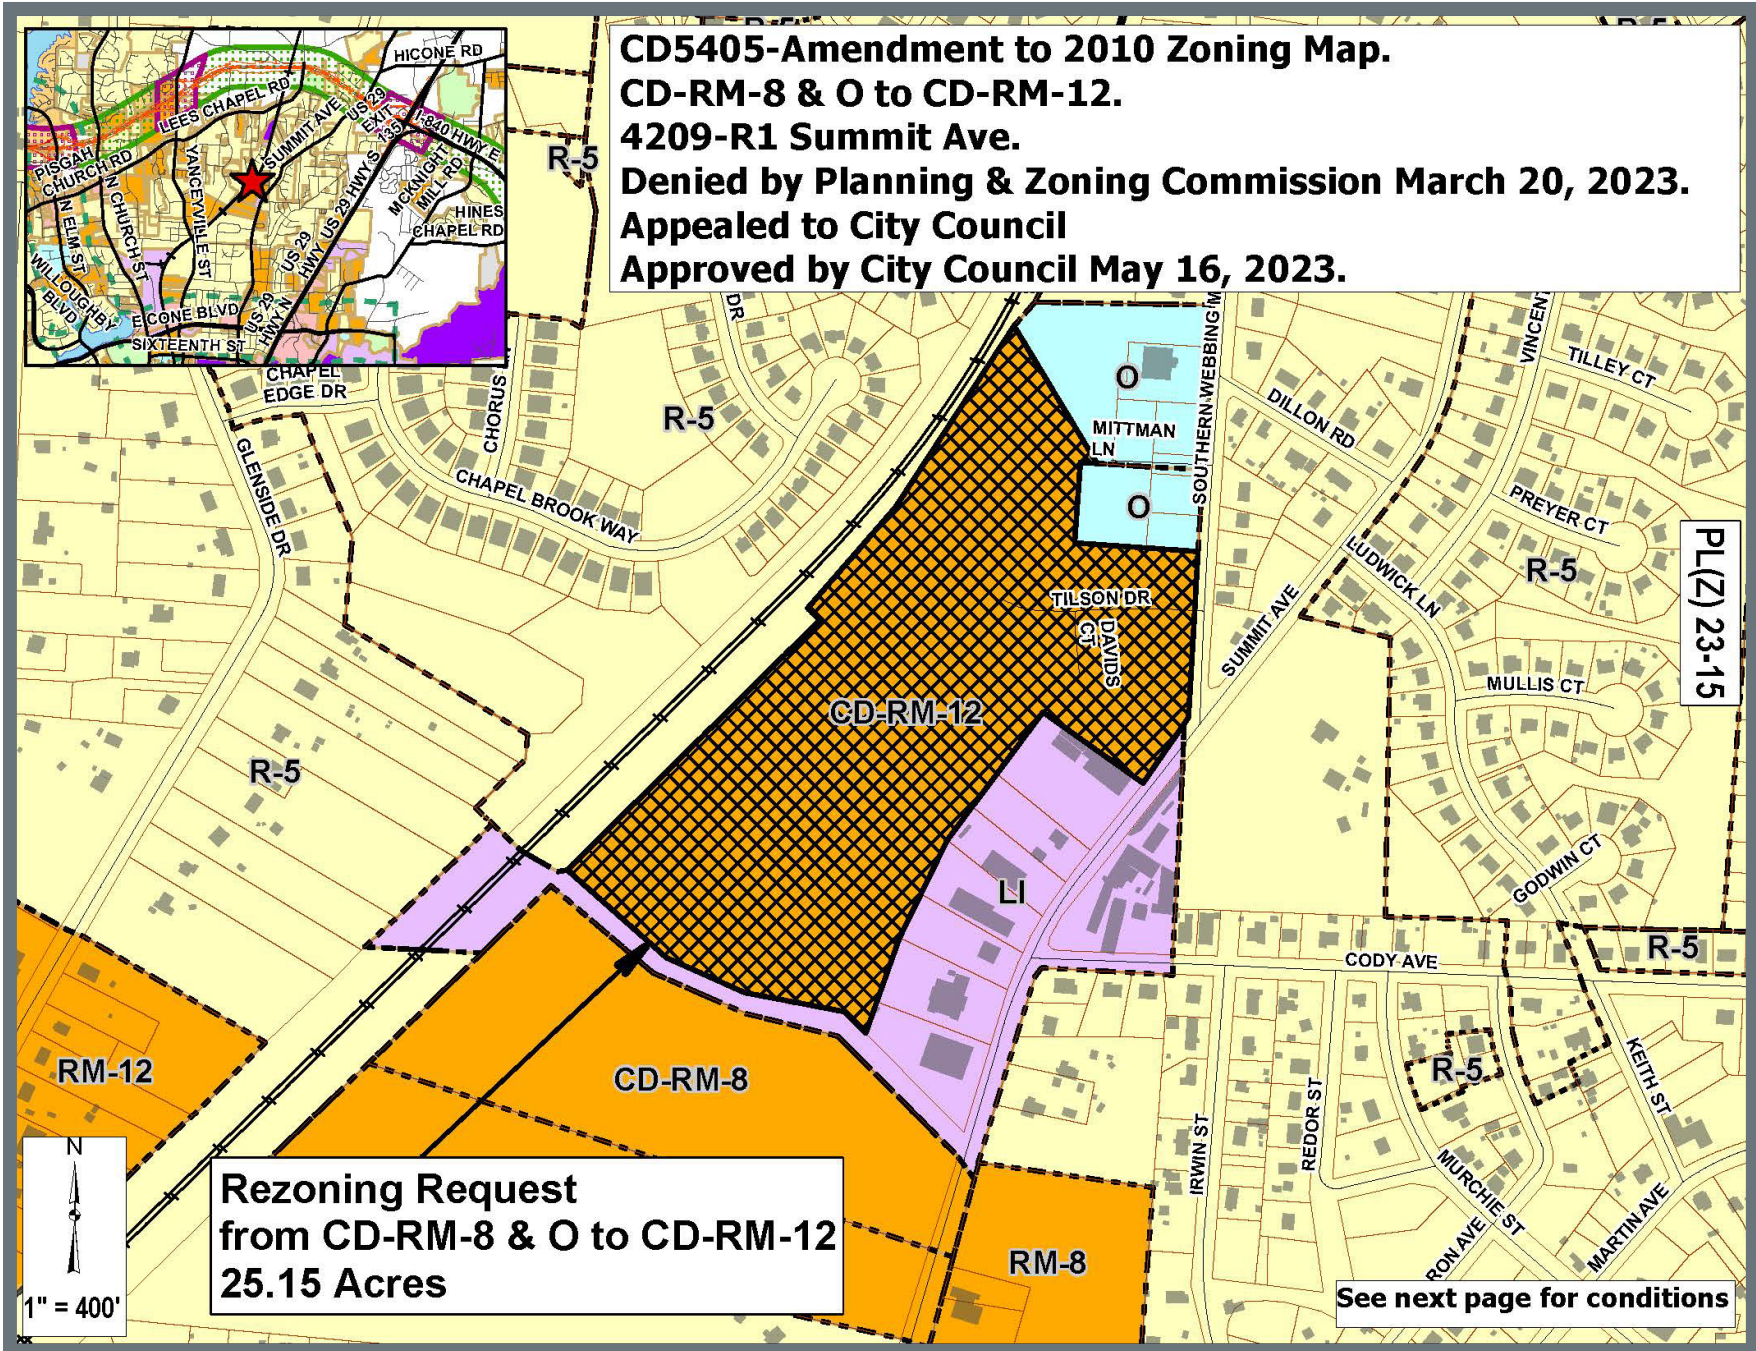 CD5405-Amendment to 2010 Zoning Map.
CD-RM-8 & O to CD-RM-12.
4209-R1 Summit Ave.
Denied by Planning & Zoning Commission March 20, 2023.
Appealed to City Council
Approved by City Council May 16, 2023.
HICONE RD
LEES CHAPEL RD
SUMMIT AVE
US 29
EXIT
135
I-840 HWY E
PISGAH
CHURCH RD
YANCEYVILLE ST
N CHURCH ST
N ELM ST
HWY US 29 HWY S
MCKNIGHT
MILL RD
HINES
CHAPEL RD
WILLOUGHBY
BLVD
E CONE BLVD
US 29
US 29
HWY N
SIXTEENTH ST
R-5
DR
VINCENT
CHAPEL
EDGE DR
R-5
CHORUS
O
MITTMAN
LN
SOUTHERN WEBBING M
TILLEY CT
DILLON RD
GLENSIDE DR
CHAPEL BROOK WAY
O
PREYER CT
LUDWICK LN
R-5
PL(Z) 23-15
TILSON DR
DAVIDS
CT
SUMMIT AVE
MULLIS CT
CD-RM-12
R-5
GODWIN CT
LI
R-5
CODY AVE
RM-12
CD-RM-8
R-5
KEITH ST
REDOR ST
IRWIN ST
MURCHIE ST
MARTIN AVE
RON AVE
RM-8
N
1" = 400'
Rezoning Request
from CD-RM-8 & O to CD-RM-12
25.15 Acres
See next page for conditions